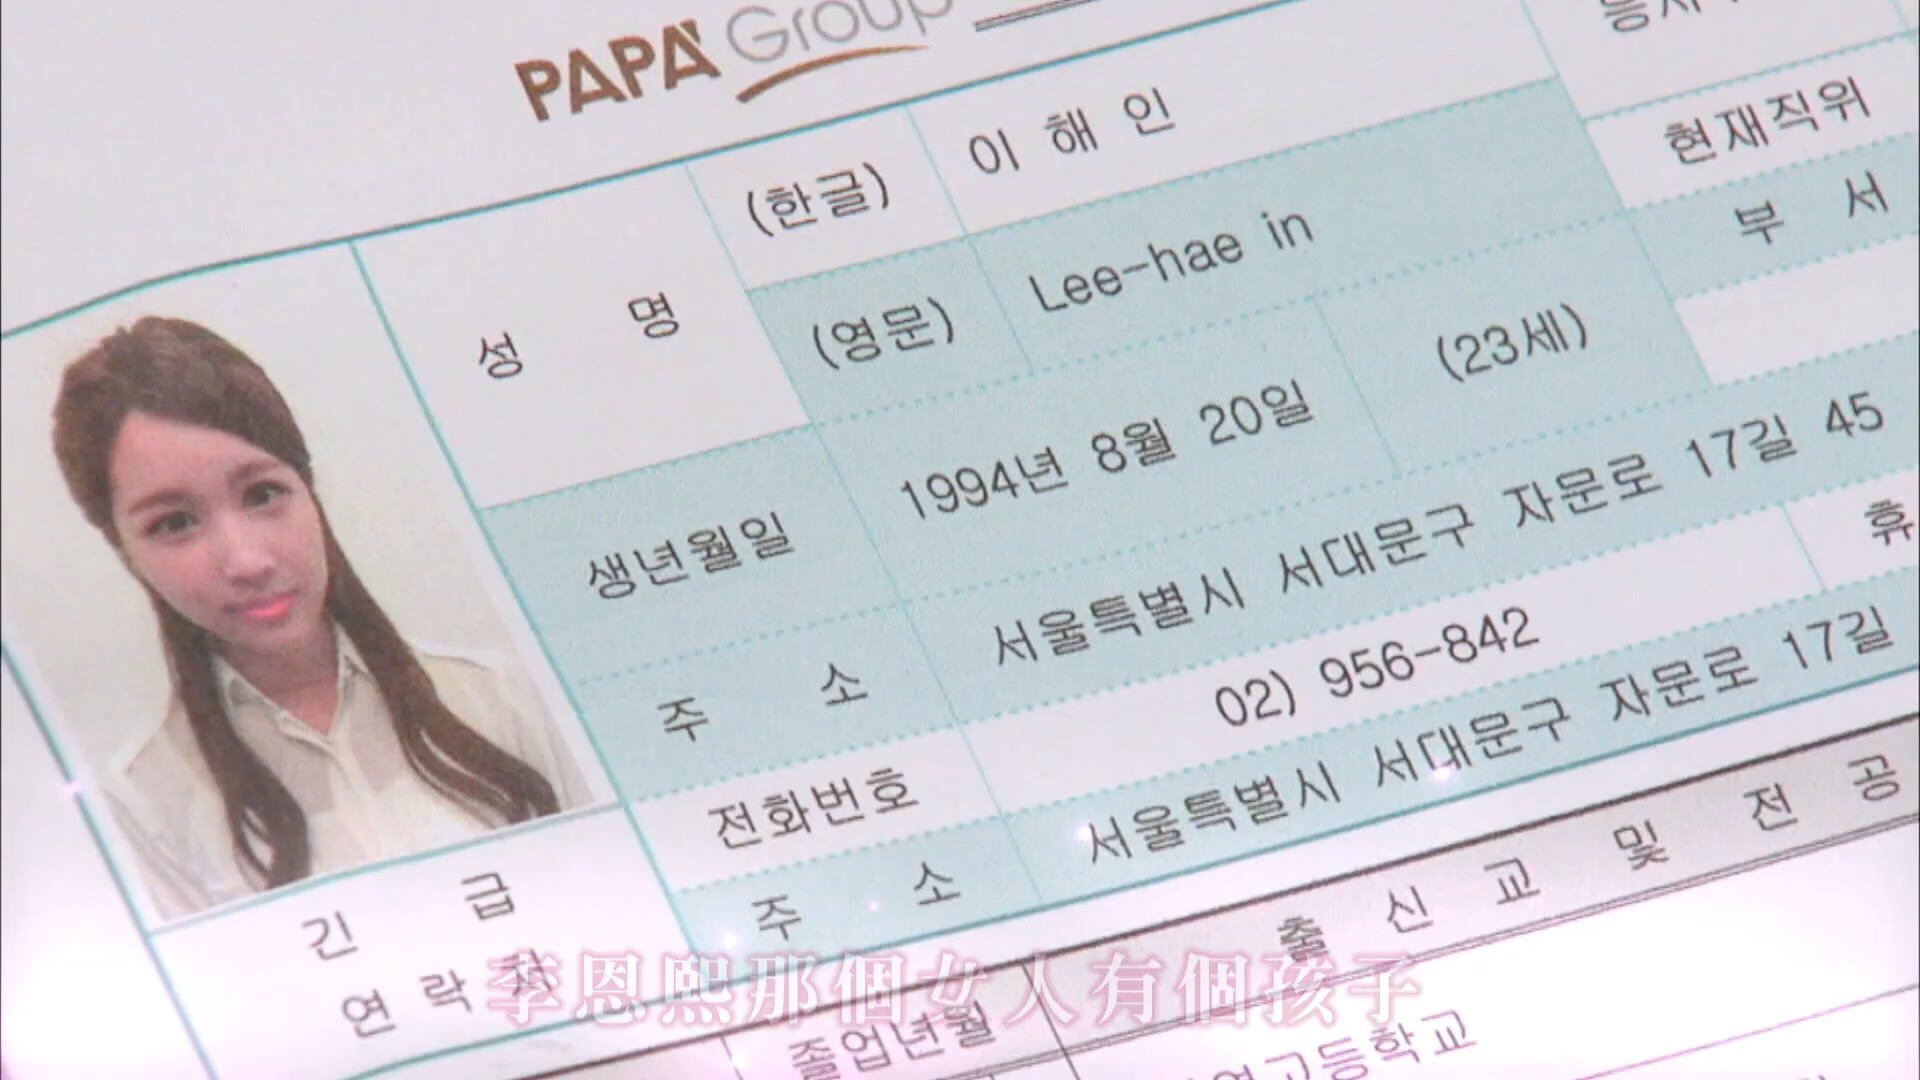 PAPA Group
성 명
(한글)
이 해 인
현재직위
(영문)
Lee-hae in
부 서
생년월일
1994년 8월 20일
(23세)
주 소
서울특별시 서대문구 자문로 17길 45
전화번호
02) 956-842
휴
주 소
서울특별시 서대문구 자문로 17길
긴 급
연 락 처
출 신 교 및 전 공
졸업년월
고등학교
李恩熙那個女人有個孩子